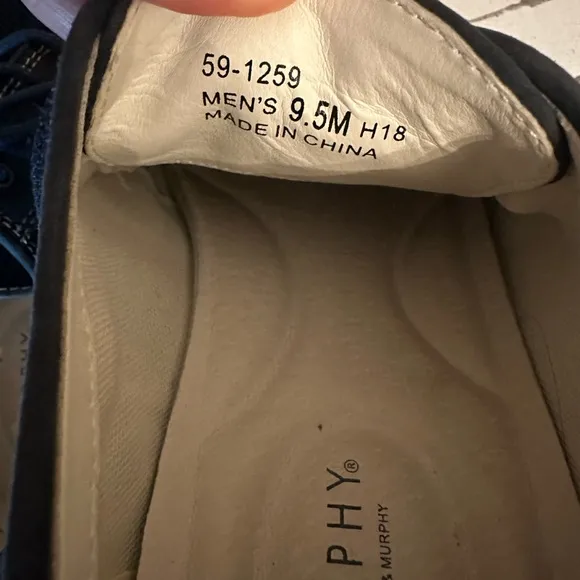 59-1259
MEN'S 9.5M H18
MADE IN CHINA
PHY®
& MURPHY